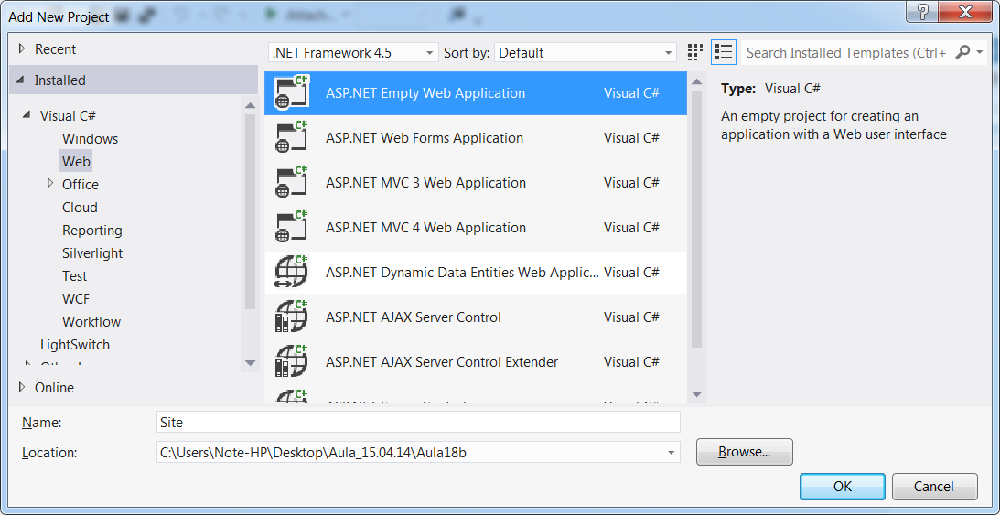 Add New Project
Attach...
Recent
Installed
Visual C#
Windows
Web
Office
Cloud
Reporting
Silverlight
Test
WCF
Workflow
LightSwitch
Online
.NET Framework 4.5
Sort by: Default
Search Installed Templates (Ctrl+
C# ASP.NET Empty Web Application Visual C#
C# ASP.NET Web Forms Application Visual C#
C# ASP.NET MVC 3 Web Application Visual C#
C# ASP.NET MVC 4 Web Application Visual C#
C# ASP.NET Dynamic Data Entities Web Applic... Visual C#
C# ASP.NET AJAX Server Control Visual C#
C# ASP.NET AJAX Server Control Extender Visual C#
Type: Visual C#
An empty project for creating an
application with a Web user interface
Name: Site
Location: C:\Users\Note-HP\Desktop\Aula_15.04.14\Aula18b
Browse...
OK
Cancel